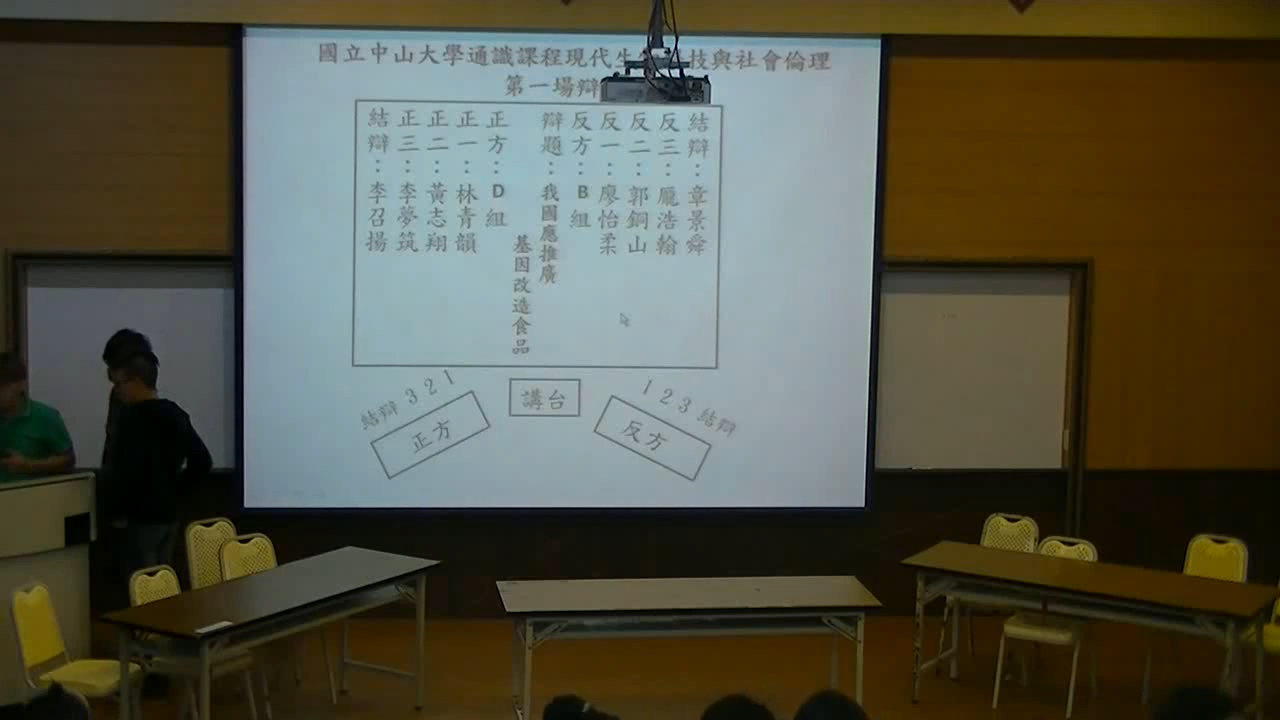 國立中山大學通識課程現代生 技與社會倫理
第一場辯
結辯：章景舜
反三：龐浩翰
反二：郭銅山
反一：廖怡柔
反方：B組
辯題：我國應推廣
基因改造食品
正方：D組
正一：林青韻
正二：黃志翔
正三：李夢筑
結辯：李召揚
結辯 3 2 1
正方
講台
1 2 3 結辯
反方